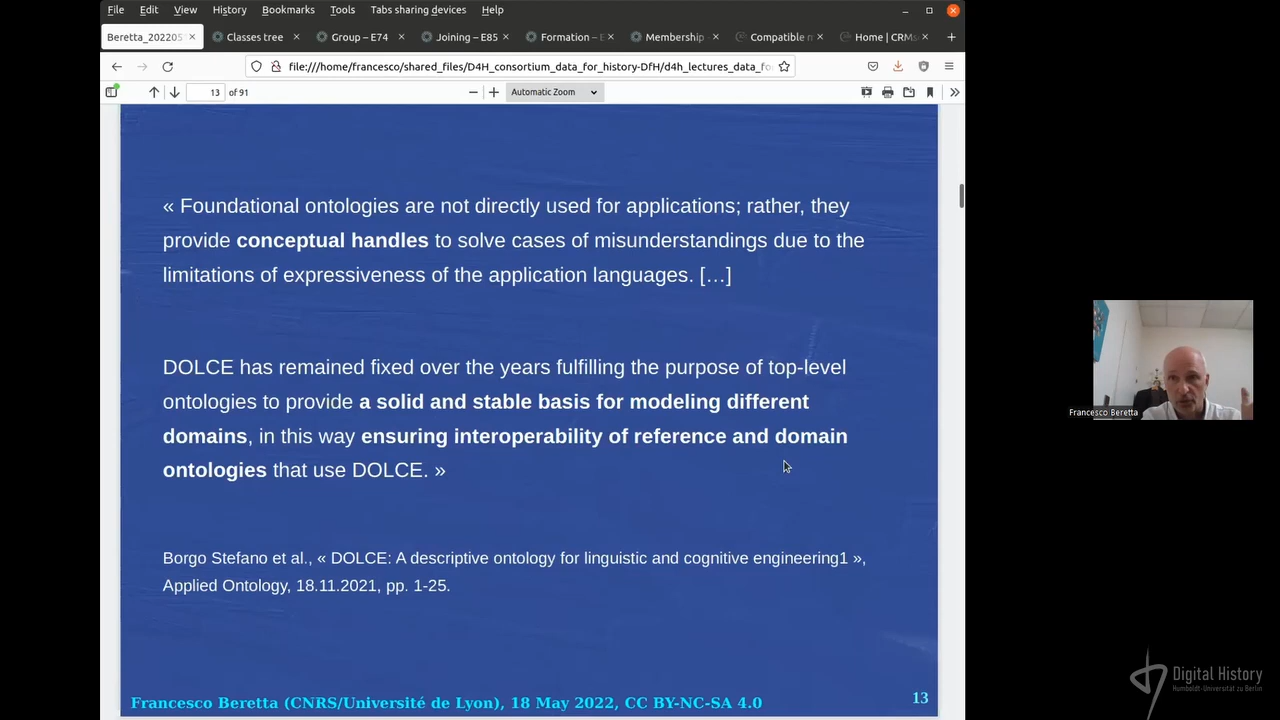 File Edit View History Bookmarks Tools Tabs sharing devices Help
Beretta_202205 Classes tree Group – E74 Joining – E85 Formation – E Membership Compatible m Home | CRMs
file:///home/francesco/shared_files/D4H_consortium_data_for_history-DfH/d4h_lectures_data_fo
13 of 91 Automatic Zoom
« Foundational ontologies are not directly used for applications; rather, they
provide conceptual handles to solve cases of misunderstandings due to the
limitations of expressiveness of the application languages. […]
DOLCE has remained fixed over the years fulfilling the purpose of top-level
ontologies to provide a solid and stable basis for modeling different
domains, in this way ensuring interoperability of reference and domain
ontologies that use DOLCE. »
Borgo Stefano et al., « DOLCE: A descriptive ontology for linguistic and cognitive engineering1 »,
Applied Ontology, 18.11.2021, pp. 1-25.
Francesco Beretta (CNRS/Université de Lyon), 18 May 2022, CC BY-NC-SA 4.0
13
Francesco Beretta
Digital History
Humboldt-Universität zu Berlin